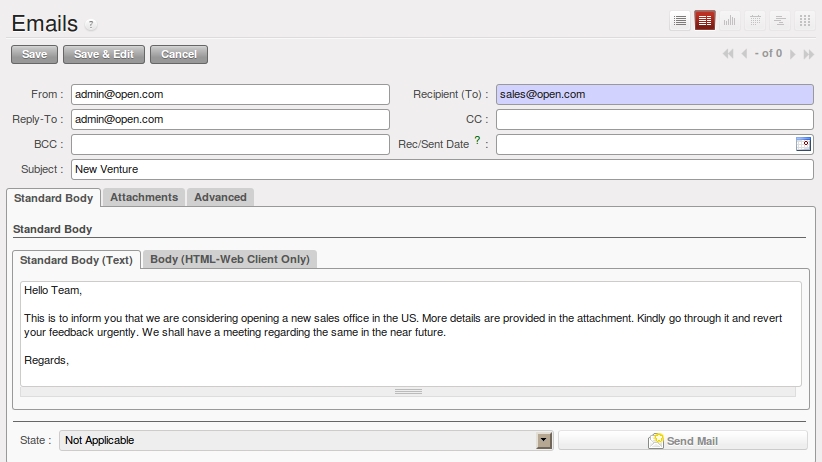 Emails ?
Save Save & Edit Cancel - of 0
From : admin@open.com Recipient (To) : sales@open.com
Reply-To : admin@open.com CC :
BCC : Rec/Sent Date ? :
Subject : New Venture
Standard Body Attachments Advanced
Standard Body
Standard Body (Text) Body (HTML-Web Client Only)
Hello Team,
This is to inform you that we are considering opening a new sales office in the US. More details are provided in the attachment. Kindly go through it and revert
your feedback urgently. We shall have a meeting regarding the same in the near future.
Regards,
State : Not Applicable Send Mail